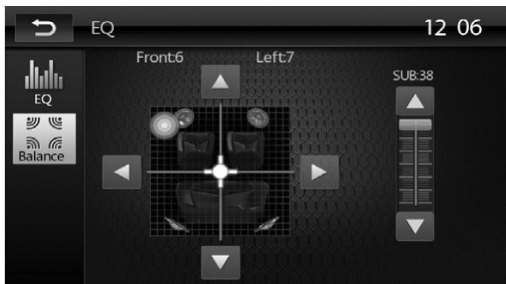 EQ
12 06
Front:6
Left:7
SUB:38
EQ
Balance